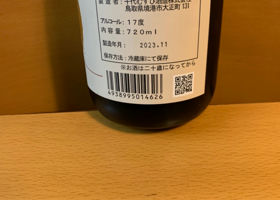 製造者：千代むすび酒造株式会社
鳥取県境港市大正町131
アルコール：17度
内容量：720ml
製造年月： 2023.11
保存方法：冷蔵庫にて保存
※お酒は二十歳になってから
4938995014626